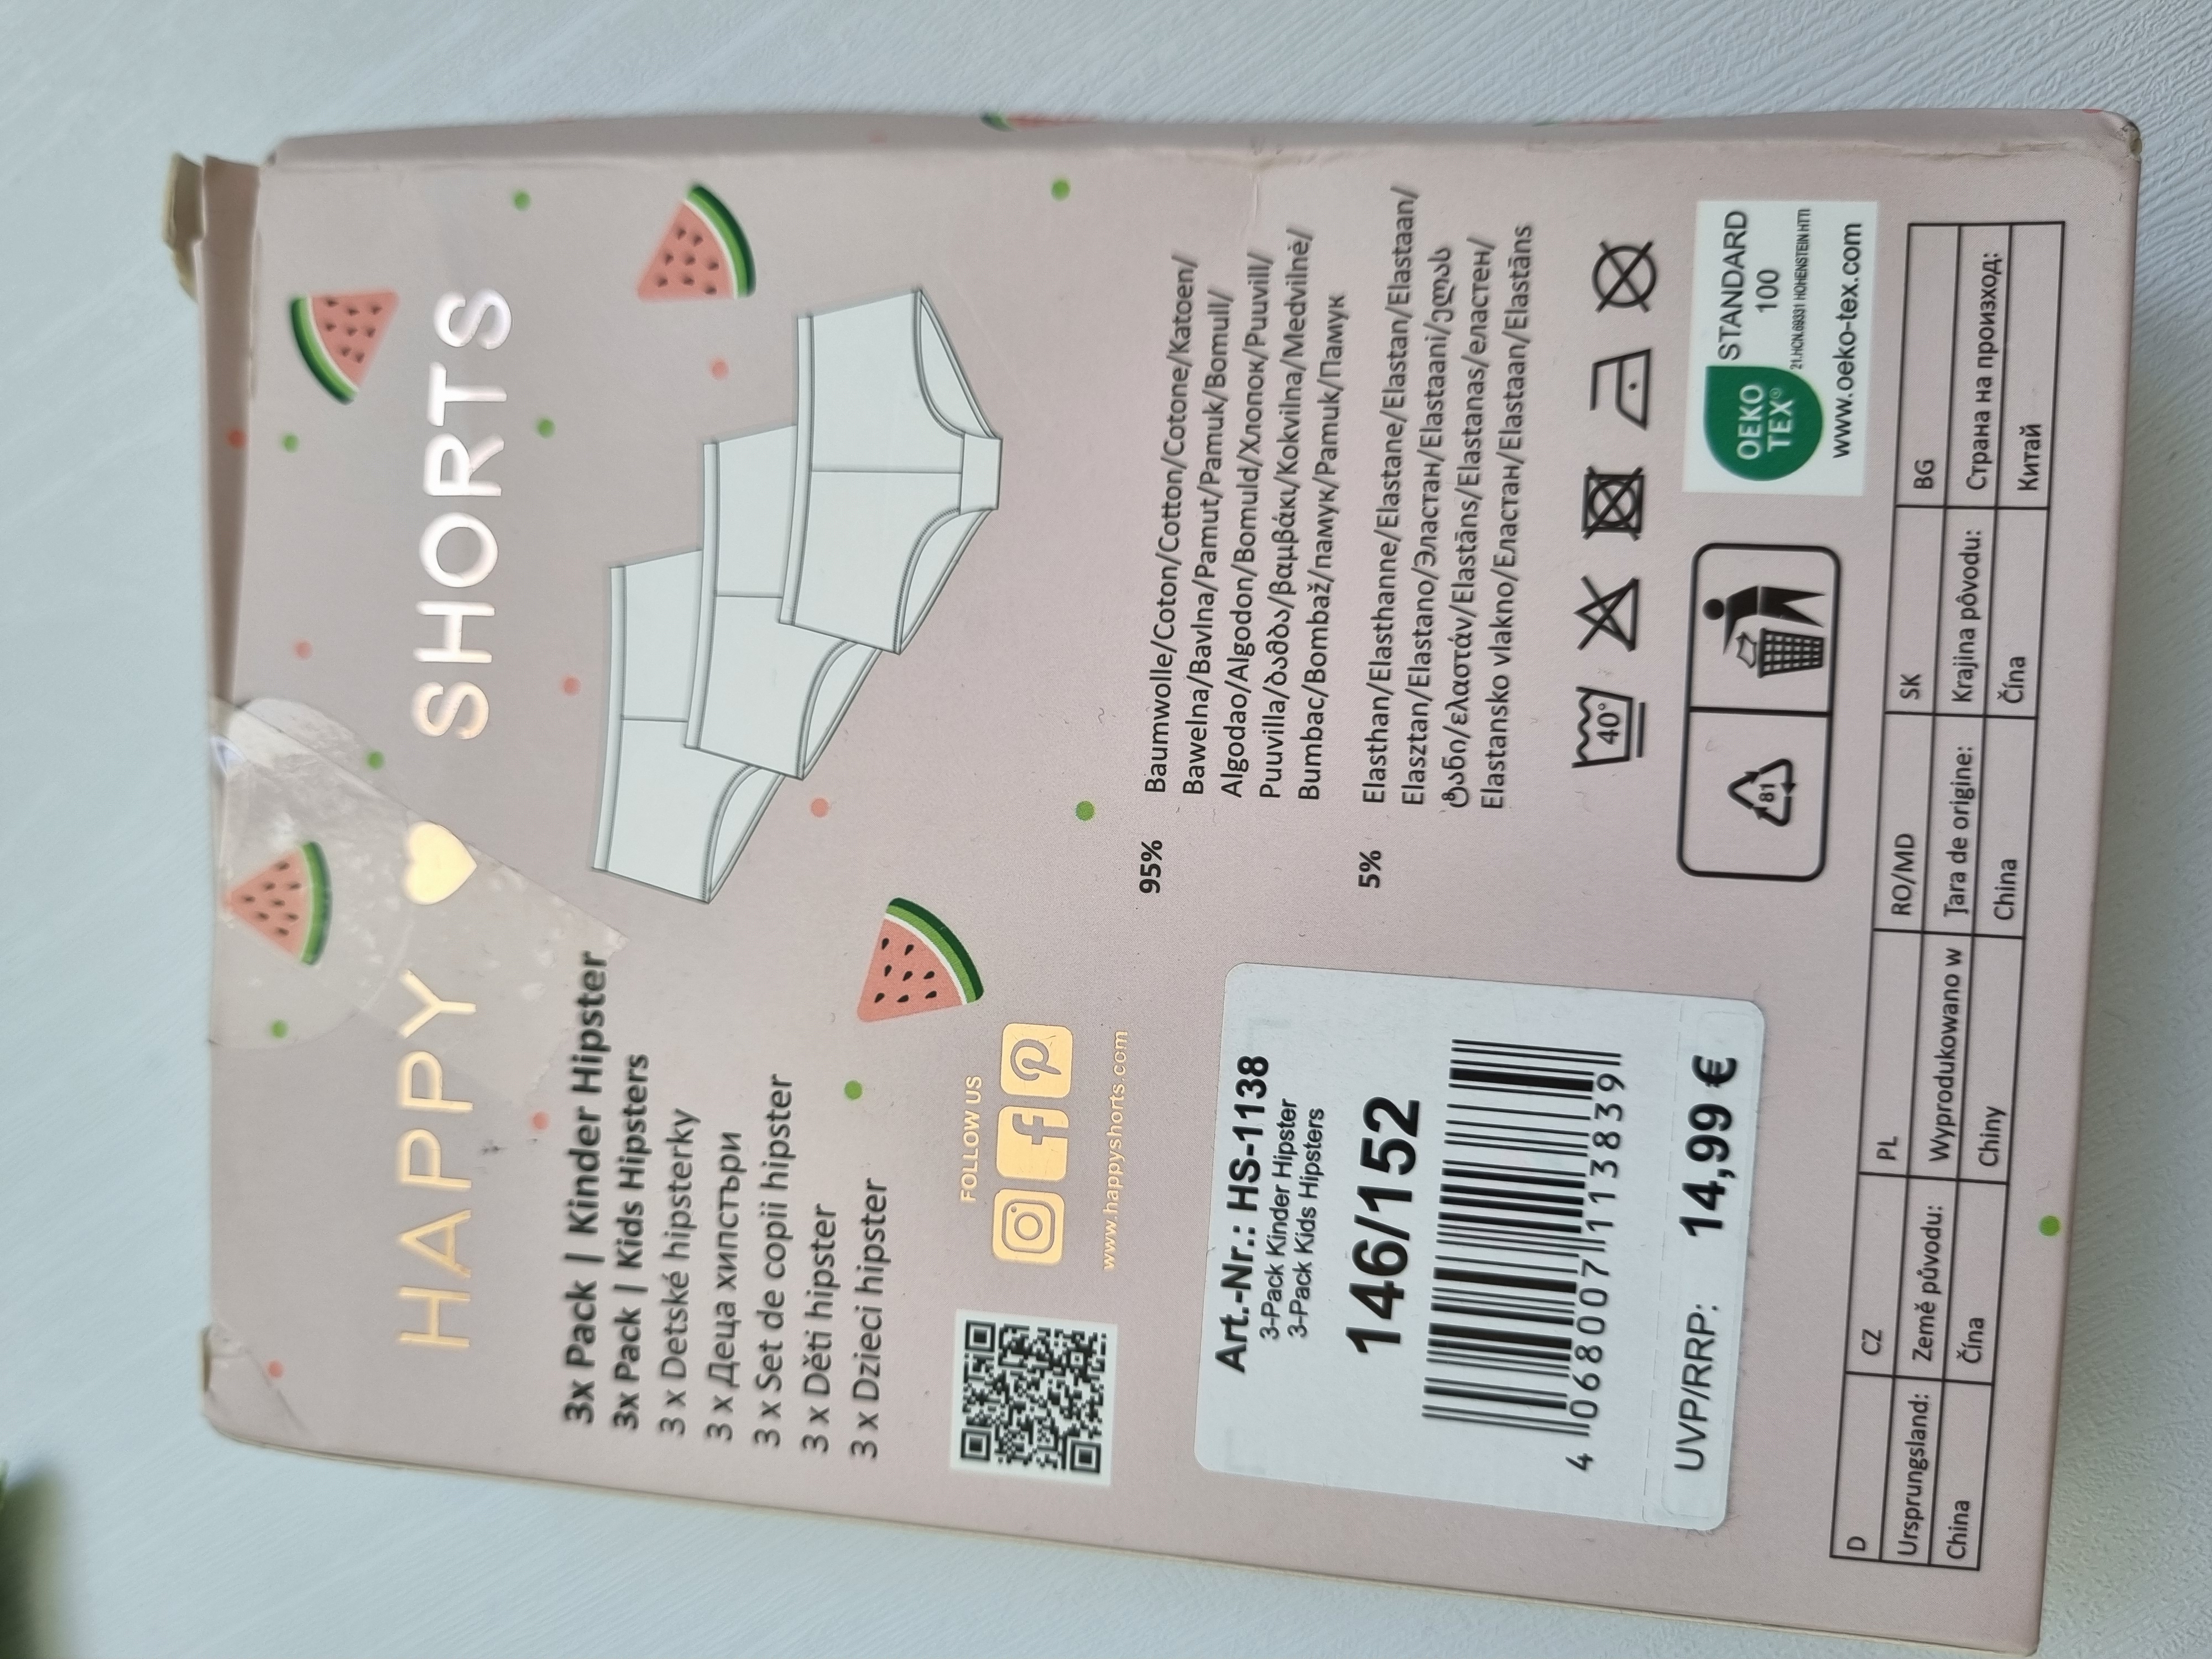 HAPPY SHORTS
3x Pack | Kinder Hipster
3x Pack | Kids Hipsters
3 x Detské hipsterky
3 x Деца хипстъри
3 x Set de copii hipster
3 x Děti hipster
3 x Dzieci hipster
FOLLOW US
www.happyshorts.com
95% Baumwolle/Coton/Cotton/Cotone/Katoen/
Bawełna/Bavlna/Pamut/Pamuk/Bomull/
Algodao/Algodon/Bomuld/Хлопок/Puuvill/
Puuvilla/ბამბა/βαμβάκι/Kokvilna/Medvilnė/
Bumbac/Bombaž/памук/Pamuk/Памук
5% Elasthan/Elasthanne/Elastane/Elastan/Elastaan/
Elasztan/Elastano/Эластан/Elastaani/ელას
ტანი/ελαστάν/Elastāns/Elastanas/еластен/
Elastansko vlakno/Еластан/Elastaan/Elastāns
40°
81
OEKO
TEX®
STANDARD
100
21.HCN.69331 HOHENSTEIN HTTI
www.oeko-tex.com
Art.-Nr.: HS-1138
3-Pack Kinder Hipster
3-Pack Kids Hipsters
146/152
4 068007 113839
UVP/RRP: 14,99 €
D CZ PL RO/MD SK BG
Ursprungsland: Země původu: Wyprodukowano w Țara de origine: Krajina pôvodu: Страна на произход:
China Čína Chiny China Čína Китай